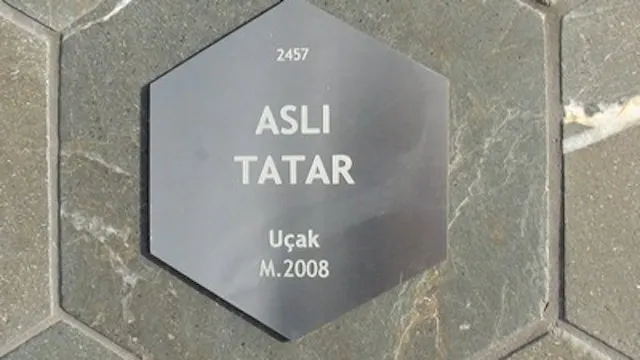 2457
ASLI
TATAR
Uçak
M.2008